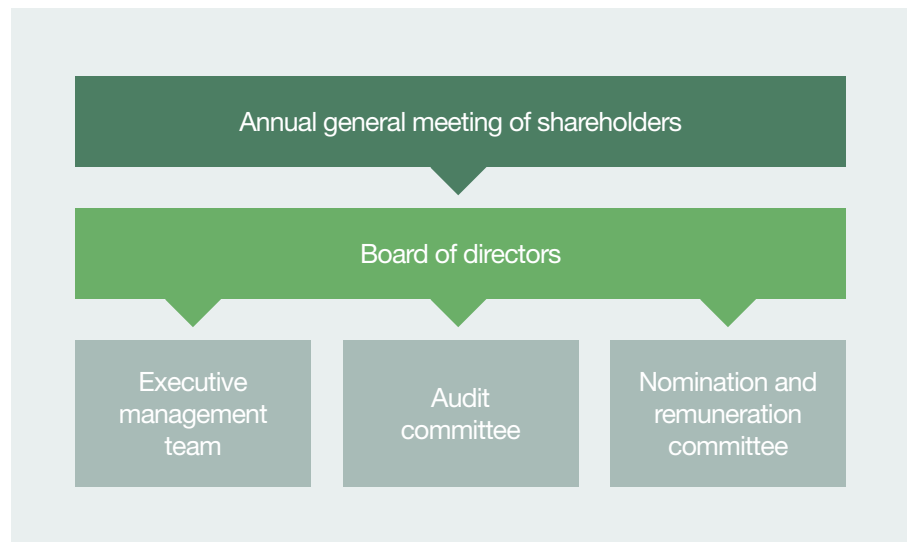 Annual general meeting of shareholders
Board of directors
Executive
management
team
Audit
committee
Nomination and
remuneration
committee